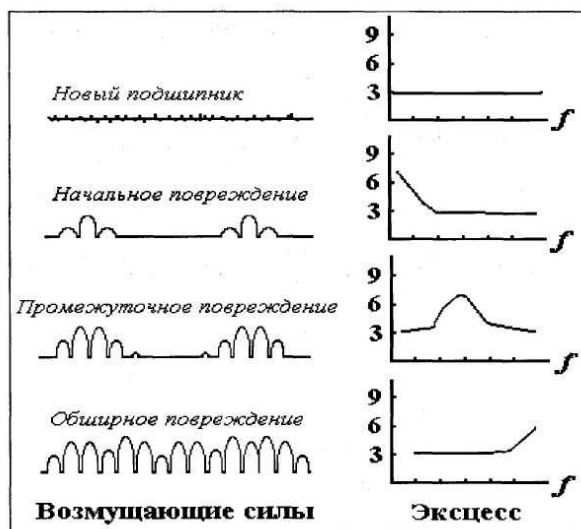 9
6
3
Новый подшипник
f
9
6
3
Начальное повреждение
f
9
6
3
Промежуточное повреждение
f
9
6
3
Обширное повреждение
f
Возмущающие силы
Эксцесс